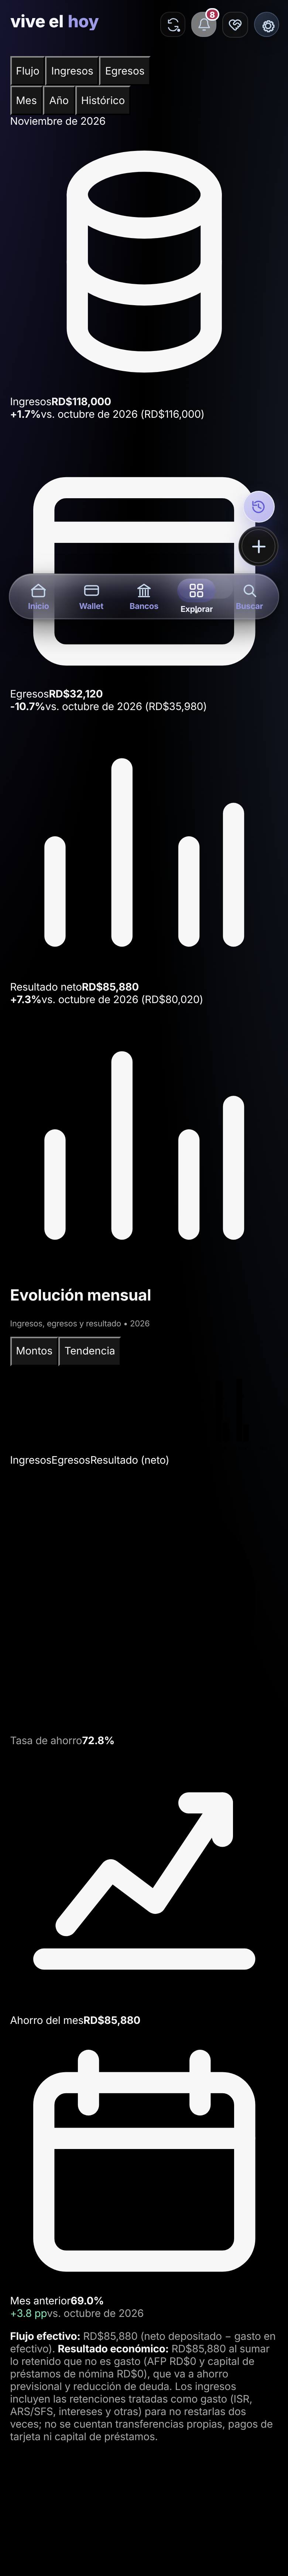 vive el hoy
8
Flujo Ingresos Egresos
Mes Año Histórico
Noviembre de 2026
IngresosRD$118,000
+1.7%vs. octubre de 2026 (RD$116,000)
Inicio Wallet Bancos Explorar Buscar
EgresosRD$32,120
-10.7%vs. octubre de 2026 (RD$35,980)
Resultado netoRD$85,880
+7.3%vs. octubre de 2026 (RD$80,020)
Evolución mensual
Ingresos, egresos y resultado • 2026
Montos Tendencia
IngresosEgresosResultado (neto)
Tasa de ahorro72.8%
Ahorro del mesRD$85,880
Mes anterior69.0%
+3.8 ppvs. octubre de 2026
Flujo efectivo: RD$85,880 (neto depositado − gasto en
efectivo). Resultado económico: RD$85,880 al sumar
lo retenido que no es gasto (AFP RD$0 y capital de
préstamos de nómina RD$0), que va a ahorro
previsional y reducción de deuda. Los ingresos
incluyen las retenciones tratadas como gasto (ISR,
ARS/SFS, intereses y otras) para no restarlas dos
veces; no se cuentan transferencias propias, pagos de
tarjeta ni capital de préstamos.